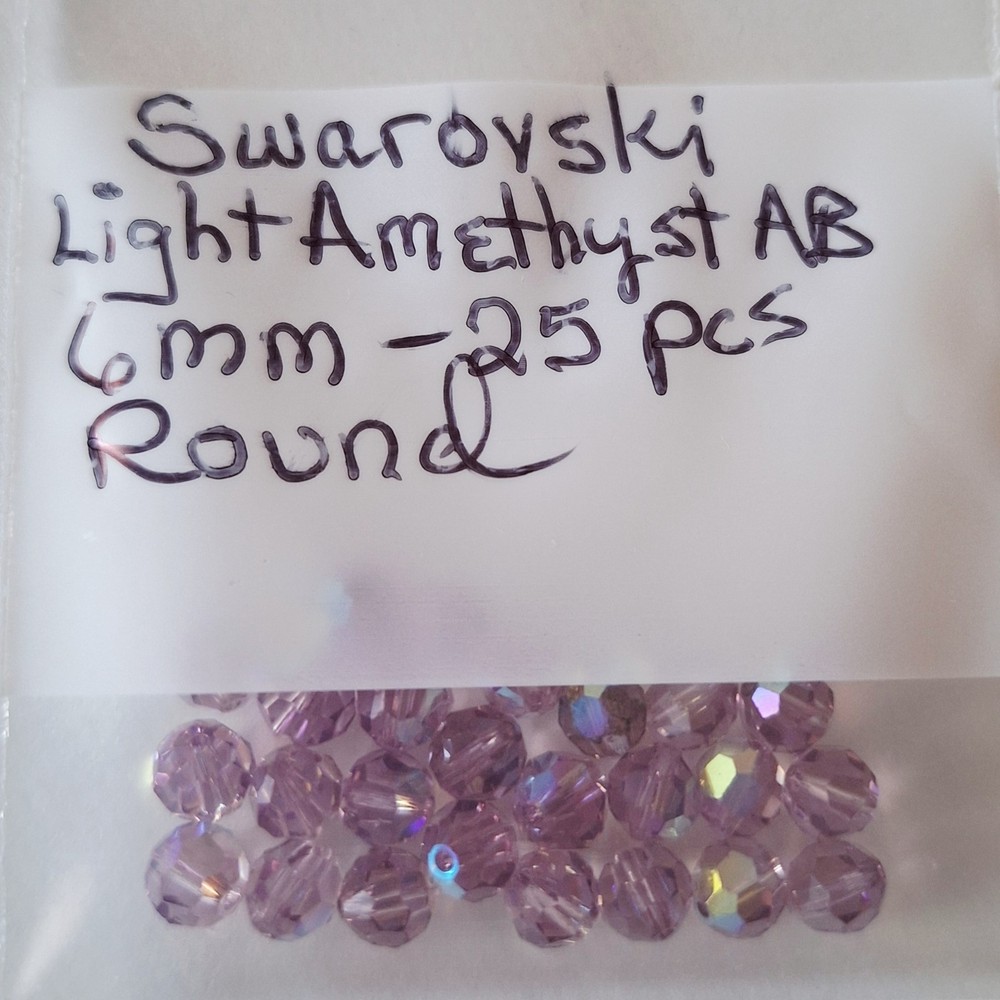 Swarovski
Light Amethyst AB
6mm - 25 pcs
Round